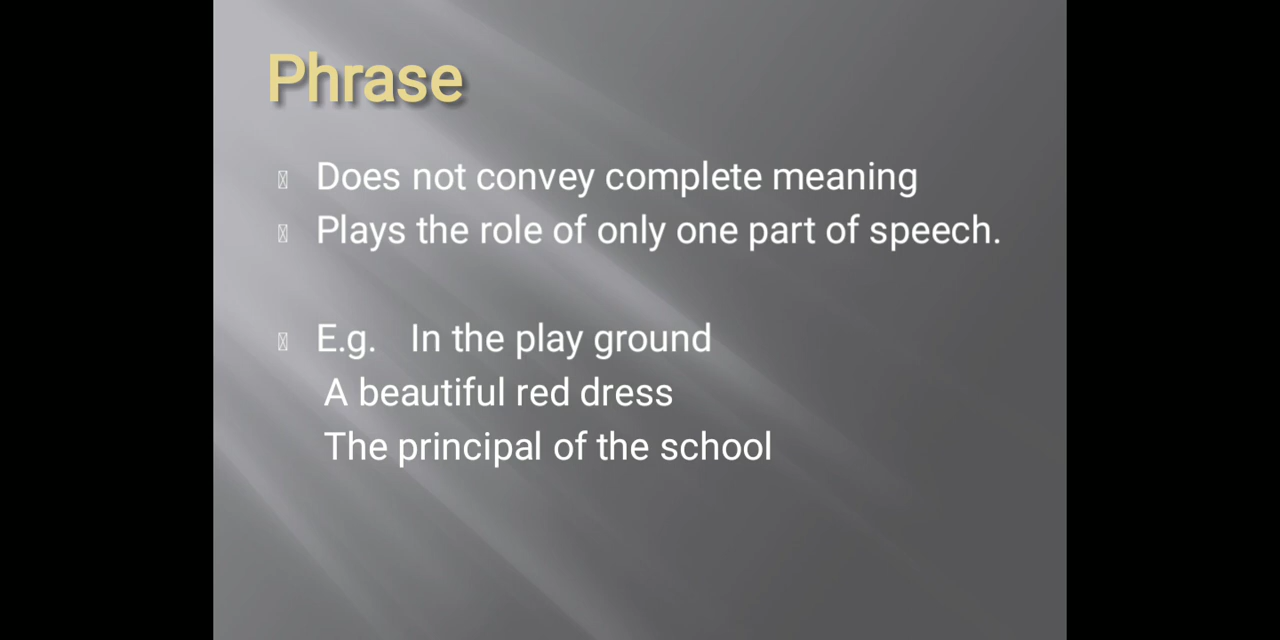 Phrase
Does not convey complete meaning
Plays the role of only one part of speech.
E.g. In the play ground
A beautiful red dress
The principal of the school